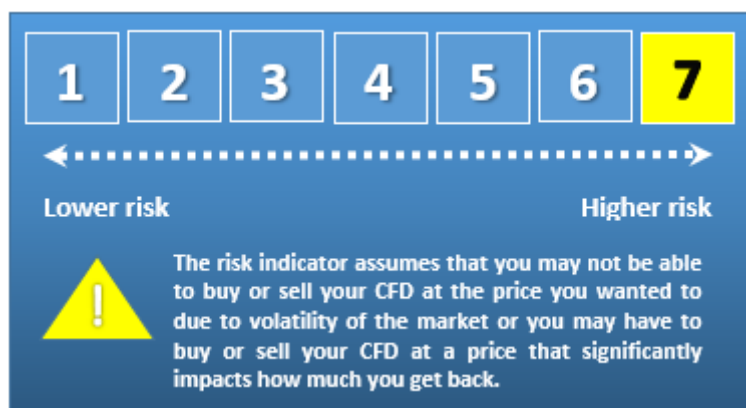 1 2 3 4 5 6 7
Lower risk Higher risk
!
The risk indicator assumes that you may not be able
to buy or sell your CFD at the price you wanted to
due to volatility of the market or you may have to
buy or sell your CFD at a price that significantly
impacts how much you get back.